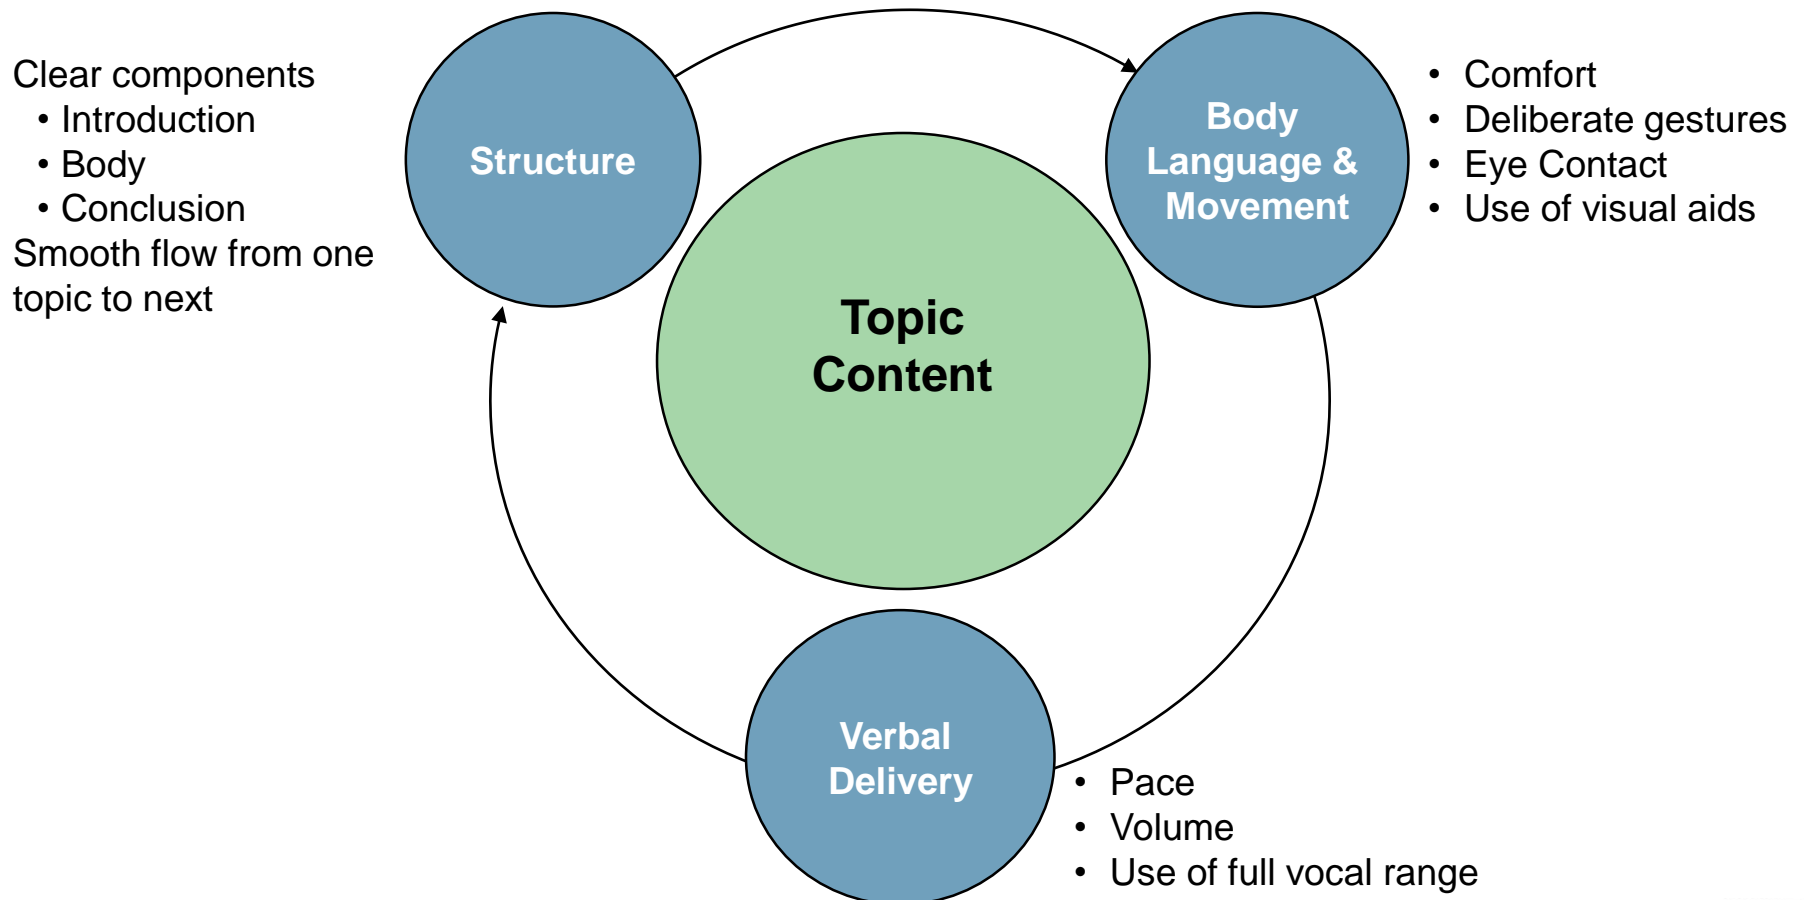 Clear components
• Introduction
• Body
• Conclusion
Smooth flow from one
topic to next
Structure
Body
Language &
Movement
• Comfort
• Deliberate gestures
• Eye Contact
• Use of visual aids
Topic
Content
Verbal
Delivery
• Pace
• Volume
• Use of full vocal range